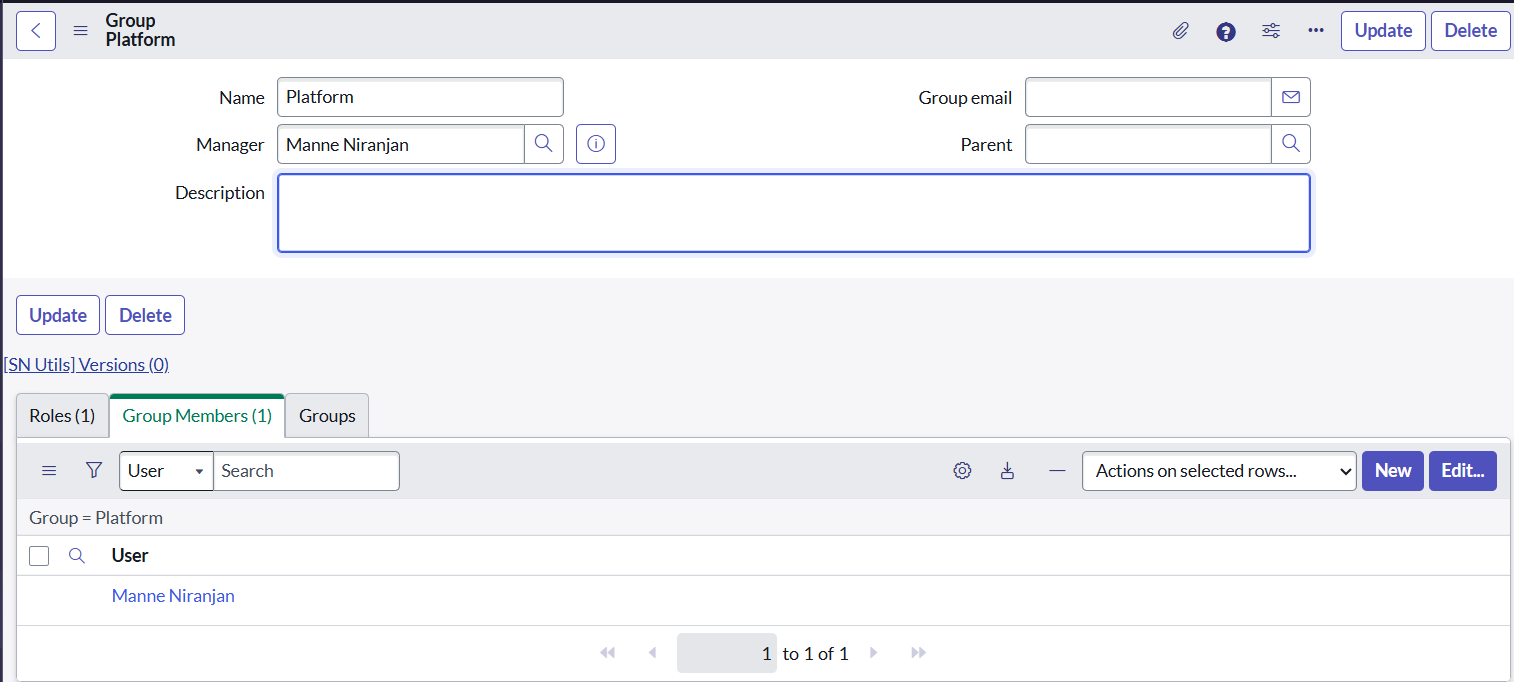 Group
Platform
Update
Delete
Name
Platform
Group email
Manager
Manne Niranjan
Parent
Description
Update
Delete
[SN Utils] Versions (0)
Roles (1)
Group Members (1)
Groups
User
Search
Actions on selected rows...
New
Edit...
Group = Platform
User
Manne Niranjan
1 to 1 of 1